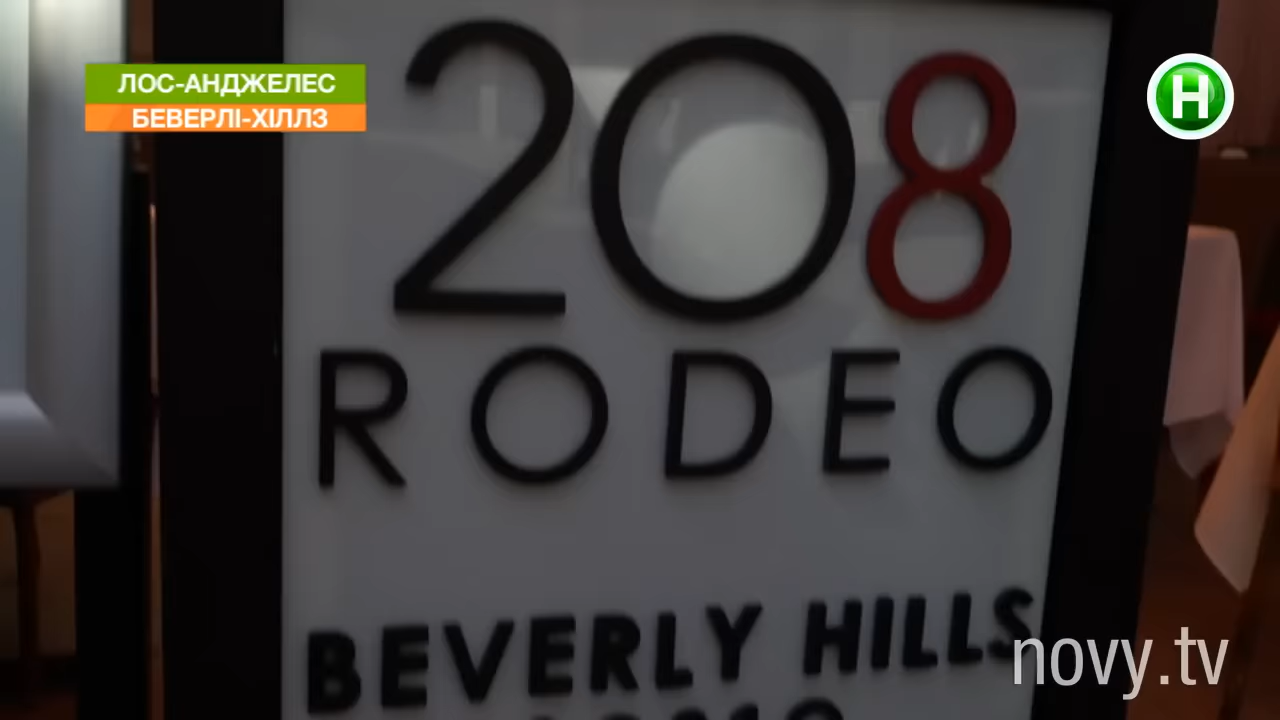 ЛОС-АНДЖЕЛЕС
БЕВЕРЛІ-ХІЛЛЗ
H
208
RODEO
BEVERLY HILLS
novy.tv